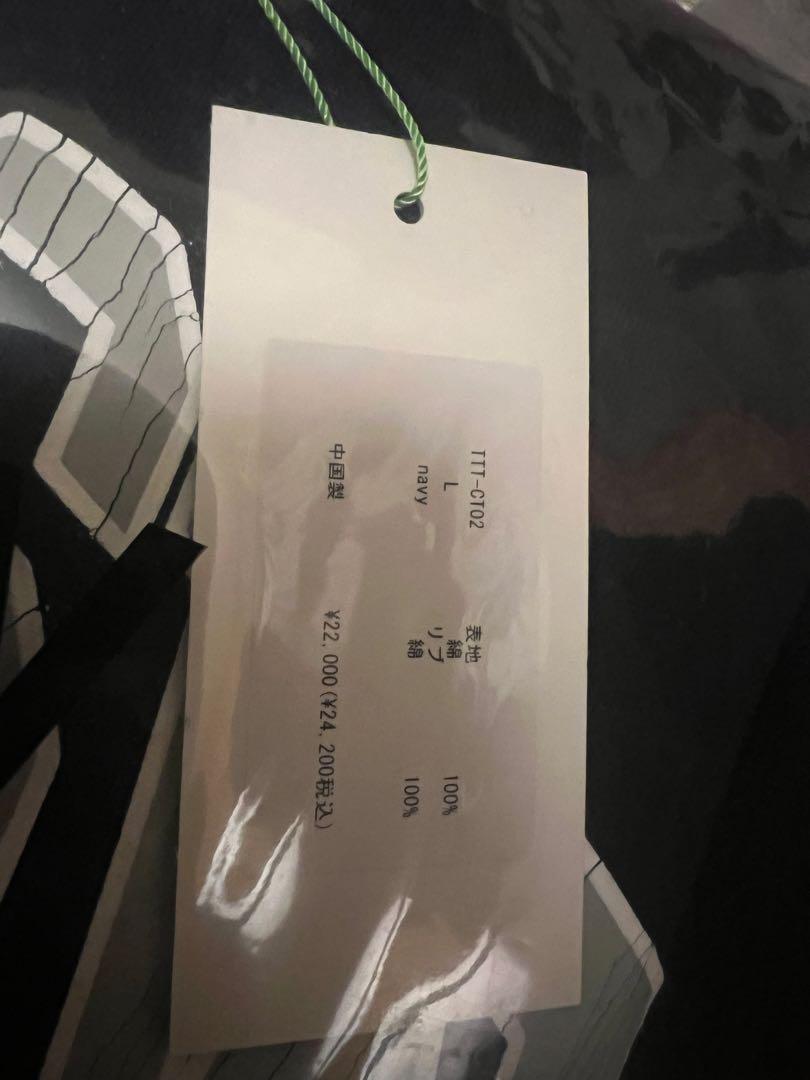 TTT-CT02
L
navy
表地
綿 100%
リブ
綿 100%
中国製
¥22,000(¥24,200税込)